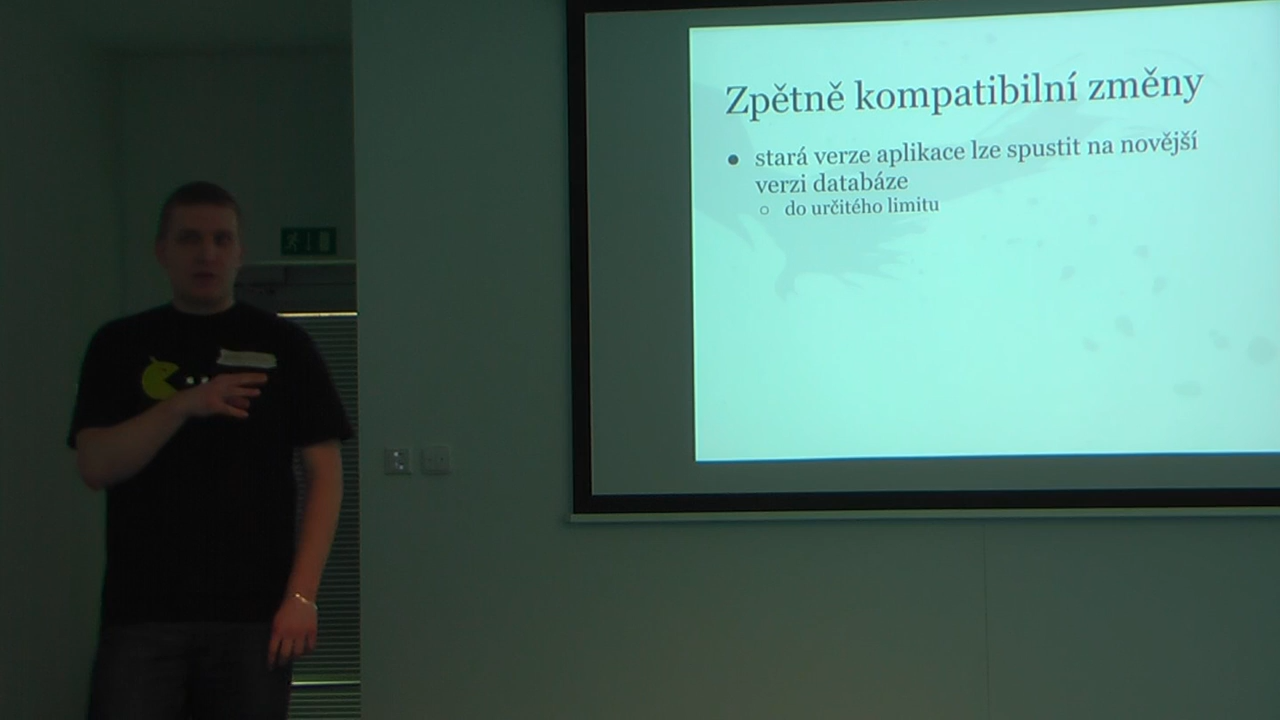 Zpětně kompatibilní změny
● stará verze aplikace lze spustit na novější
verzi databáze
○ do určitého limitu